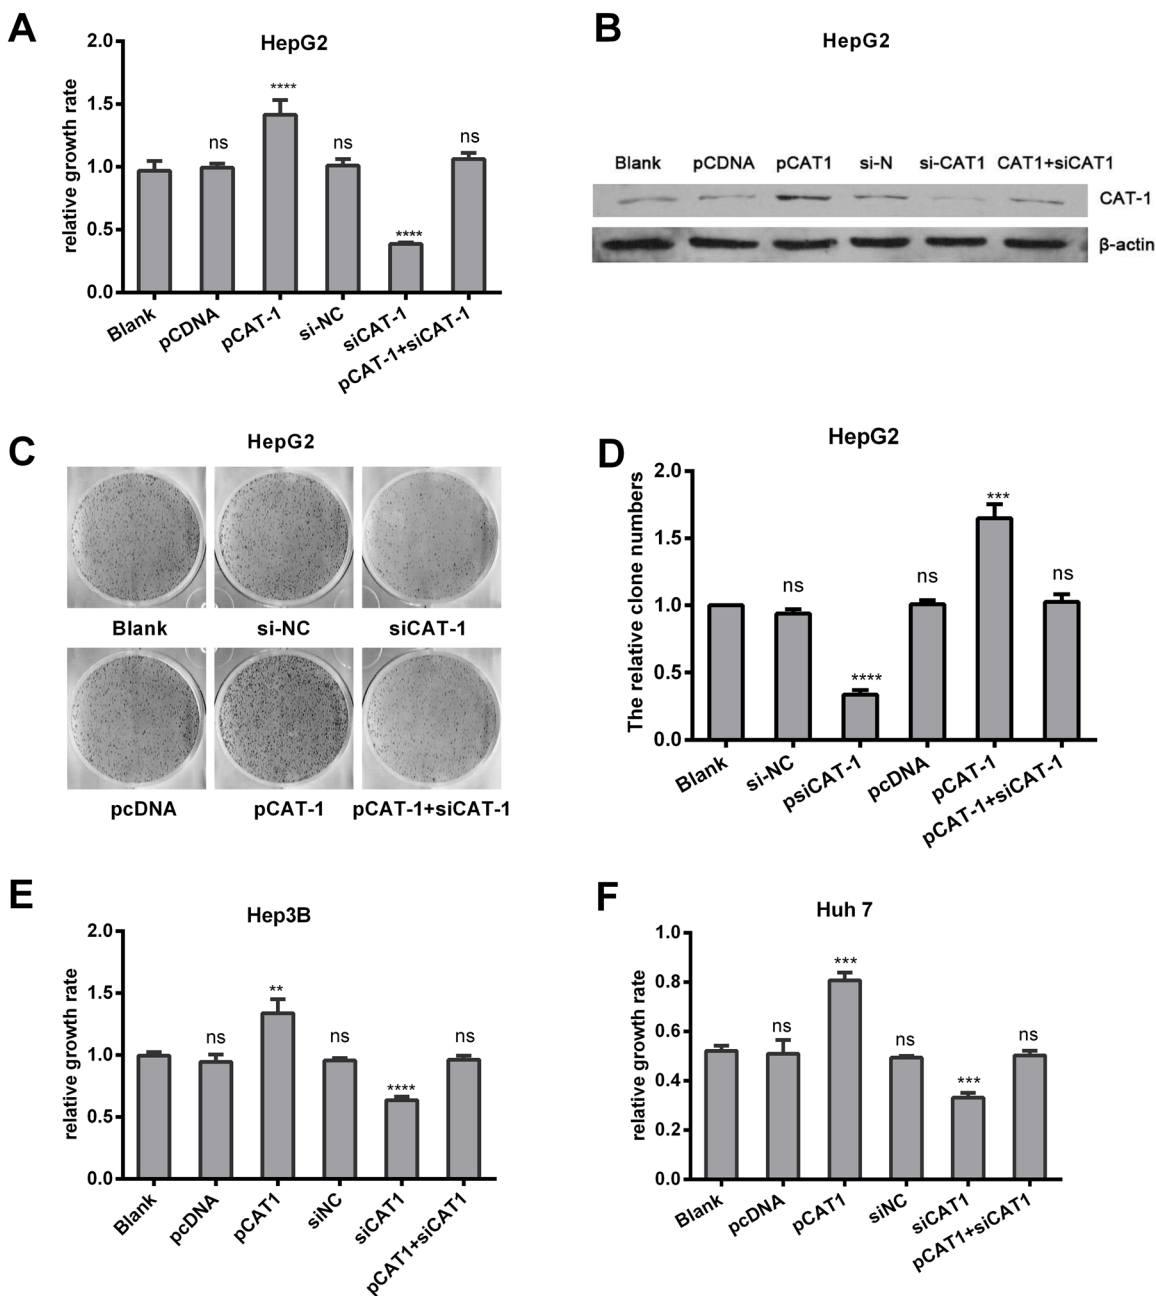 A
HepG2
relative growth rate
2.0
1.5
1.0
0.5
0.0
ns
****
ns
****
ns
Blank
pCDNA
pCAT-1
si-NC
siCAT-1
pCAT-1+siCAT-1
B
HepG2
Blank pCDNA pCAT1 si-N si-CAT1 CAT1+siCAT1
CAT-1
β-actin
C
HepG2
Blank si-NC siCAT-1
pcDNA pCAT-1 pCAT-1+siCAT-1
D
HepG2
The relative clone numbers
2.0
1.5
1.0
0.5
0.0
ns
****
ns
***
ns
Blank
si-NC
psiCAT-1
pcDNA
pCAT-1
pCAT-1+siCAT-1
E
Hep3B
relative growth rate
2.0
1.5
1.0
0.5
0.0
ns
**
ns
****
ns
Blank
pcDNA
pCAT1
siNC
siCAT1
pCAT1+siCAT1
F
Huh 7
relative growth rate
1.0
0.8
0.6
0.4
0.2
0.0
ns
***
ns
***
ns
Blank
pcDNA
pCAT1
siNC
siCAT1
pCAT1+siCAT1